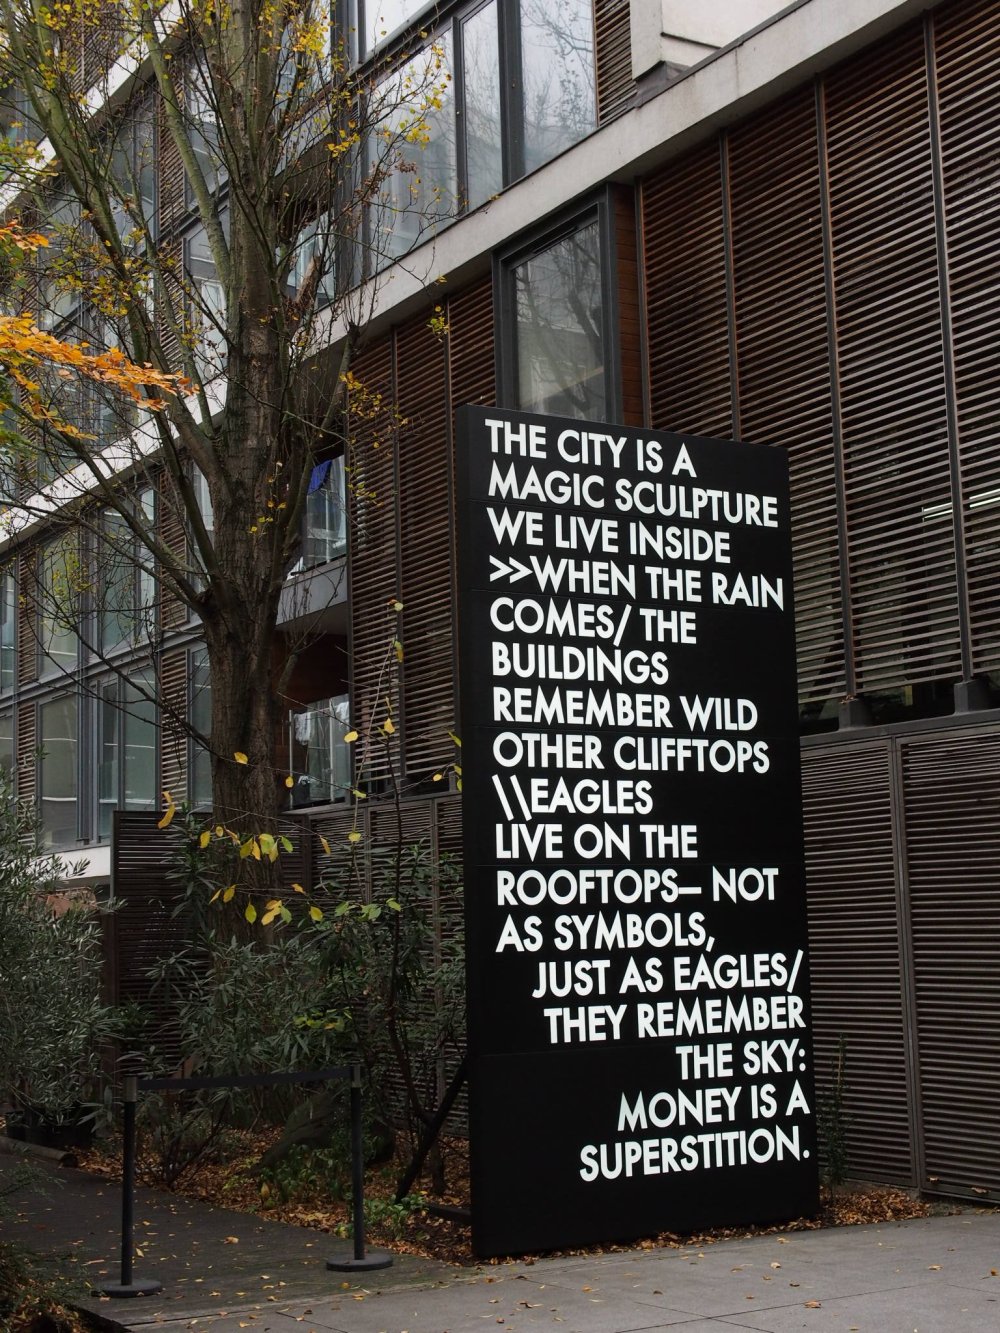 THE CITY IS A
MAGIC SCULPTURE
WE LIVE INSIDE
>>WHEN THE RAIN
COMES/ THE
BUILDINGS
REMEMBER WILD
OTHER CLIFFTOPS
\\EAGLES
LIVE ON THE
ROOFTOPS— NOT
AS SYMBOLS,
JUST AS EAGLES/
THEY REMEMBER
THE SKY:
MONEY IS A
SUPERSTITION.